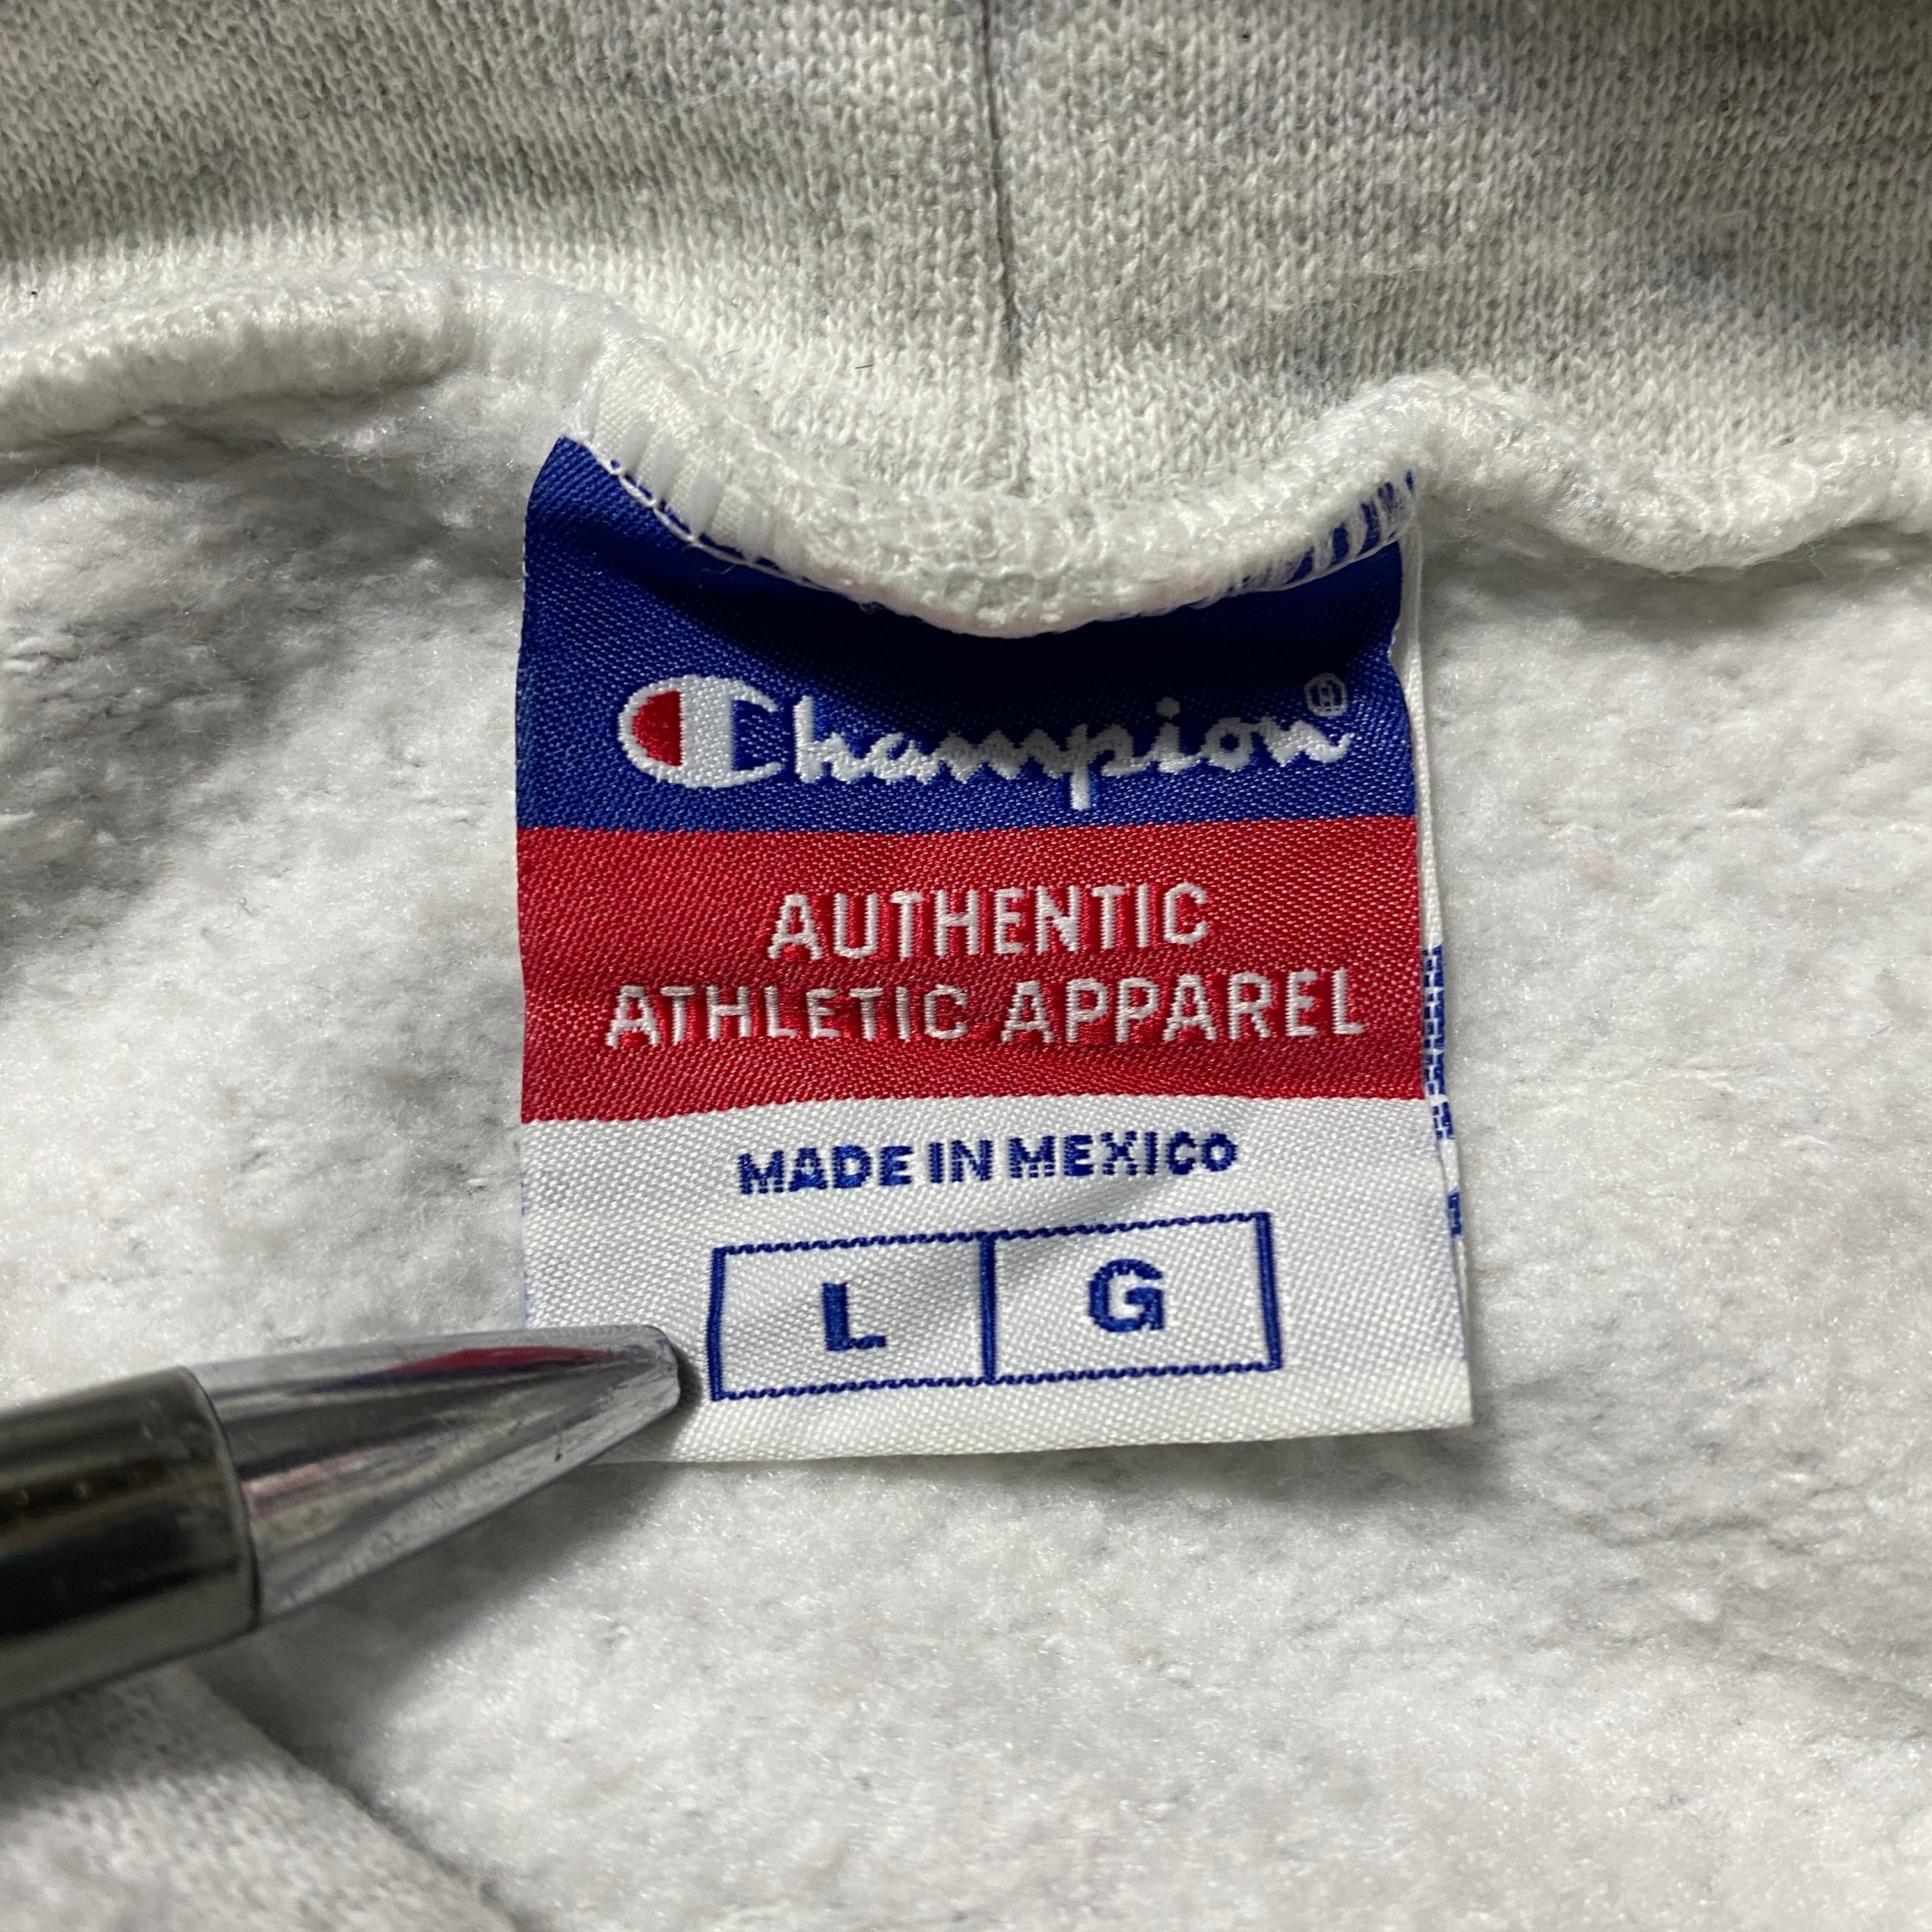 Champion®
AUTHENTIC
ATHLETIC APPAREL
MADE IN MEXICO
L G